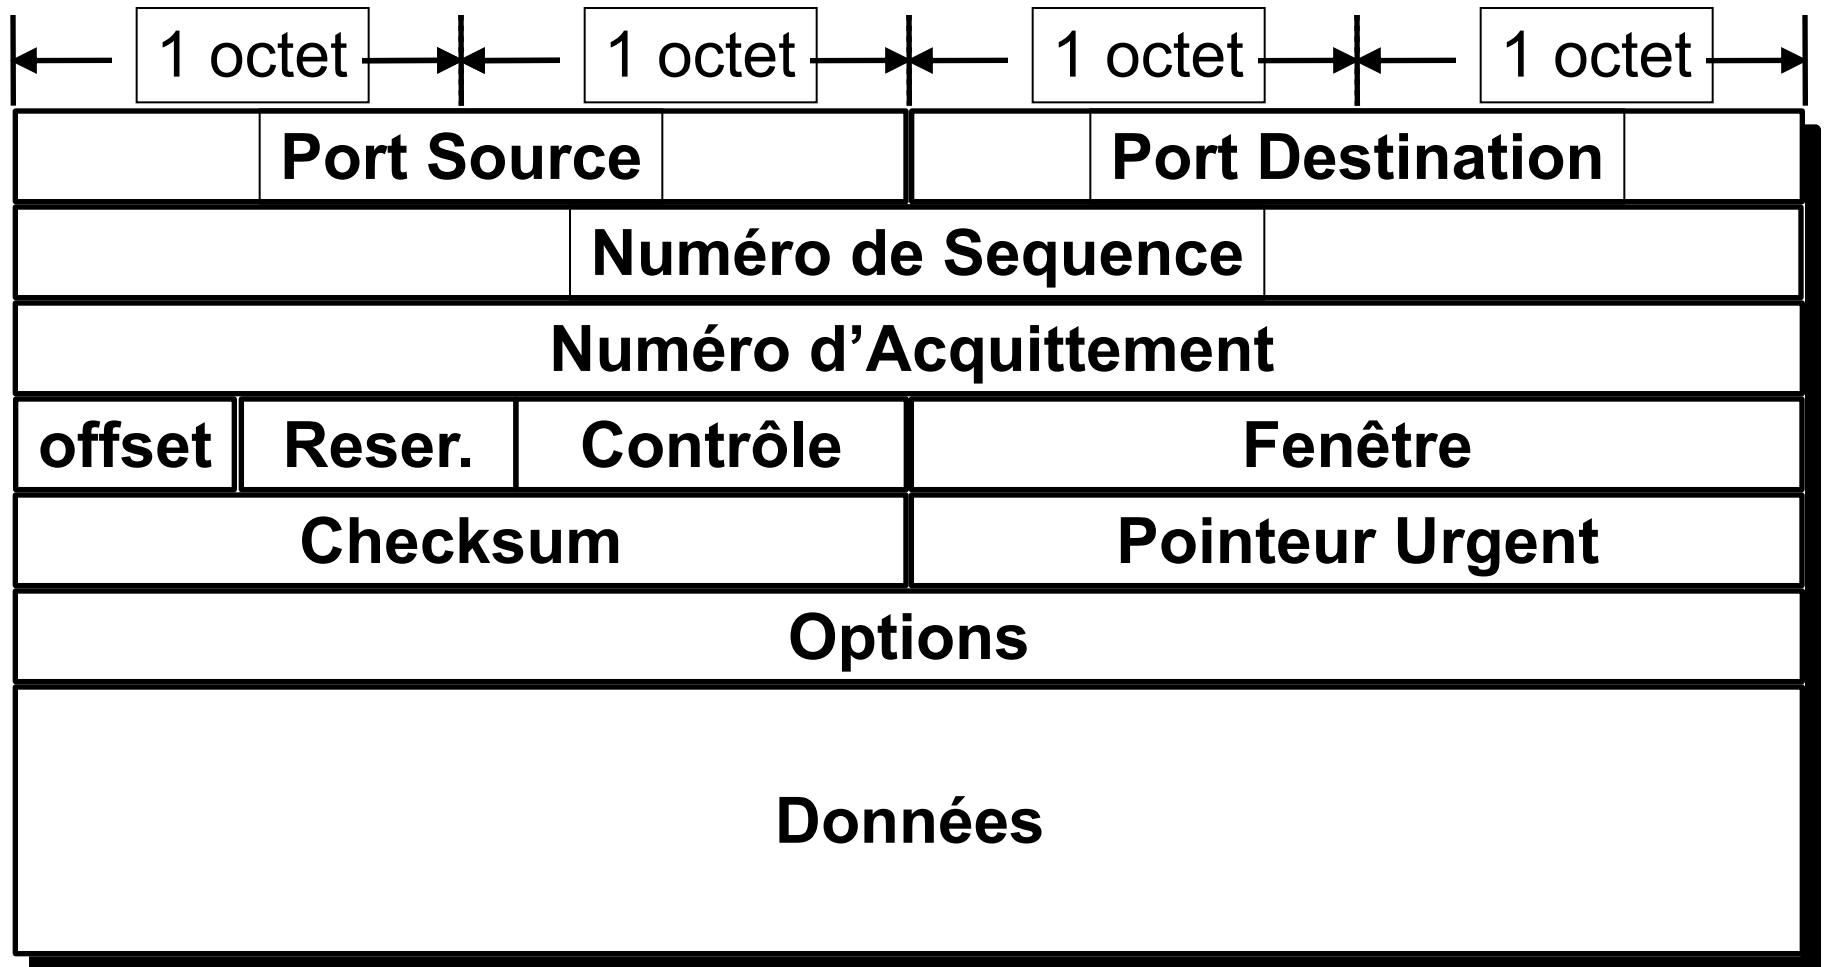 1 octet 1 octet 1 octet 1 octet
Port Source Port Destination
Numéro de Sequence
Numéro d’Acquittement
offset Reser. Contrôle Fenêtre
Checksum Pointeur Urgent
Options
Données